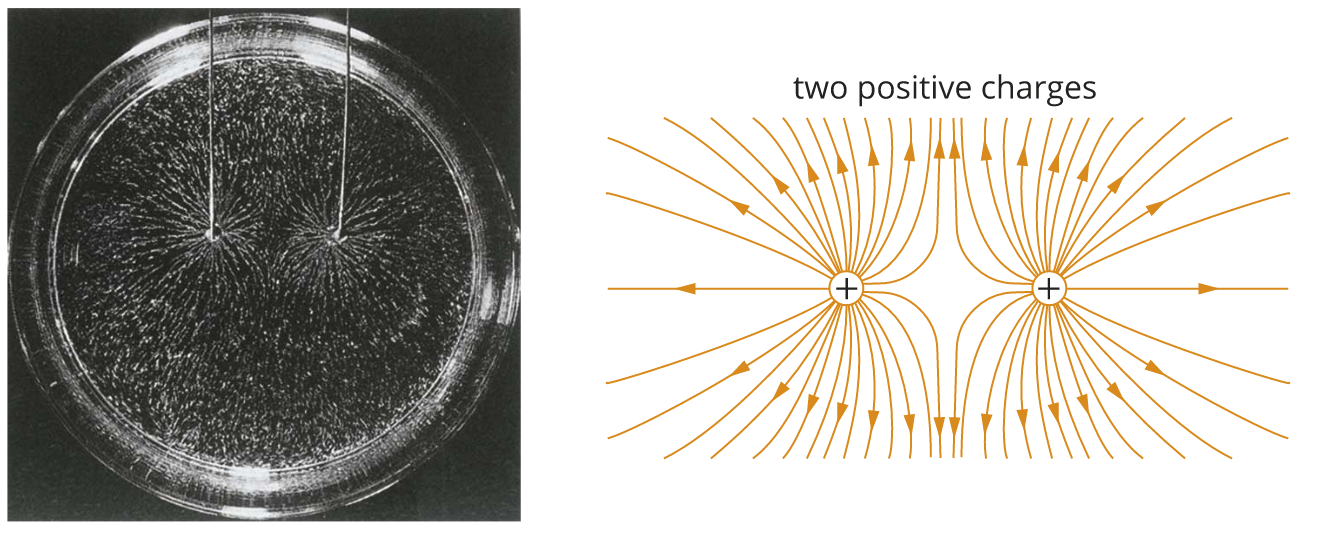 two positive charges
+ +